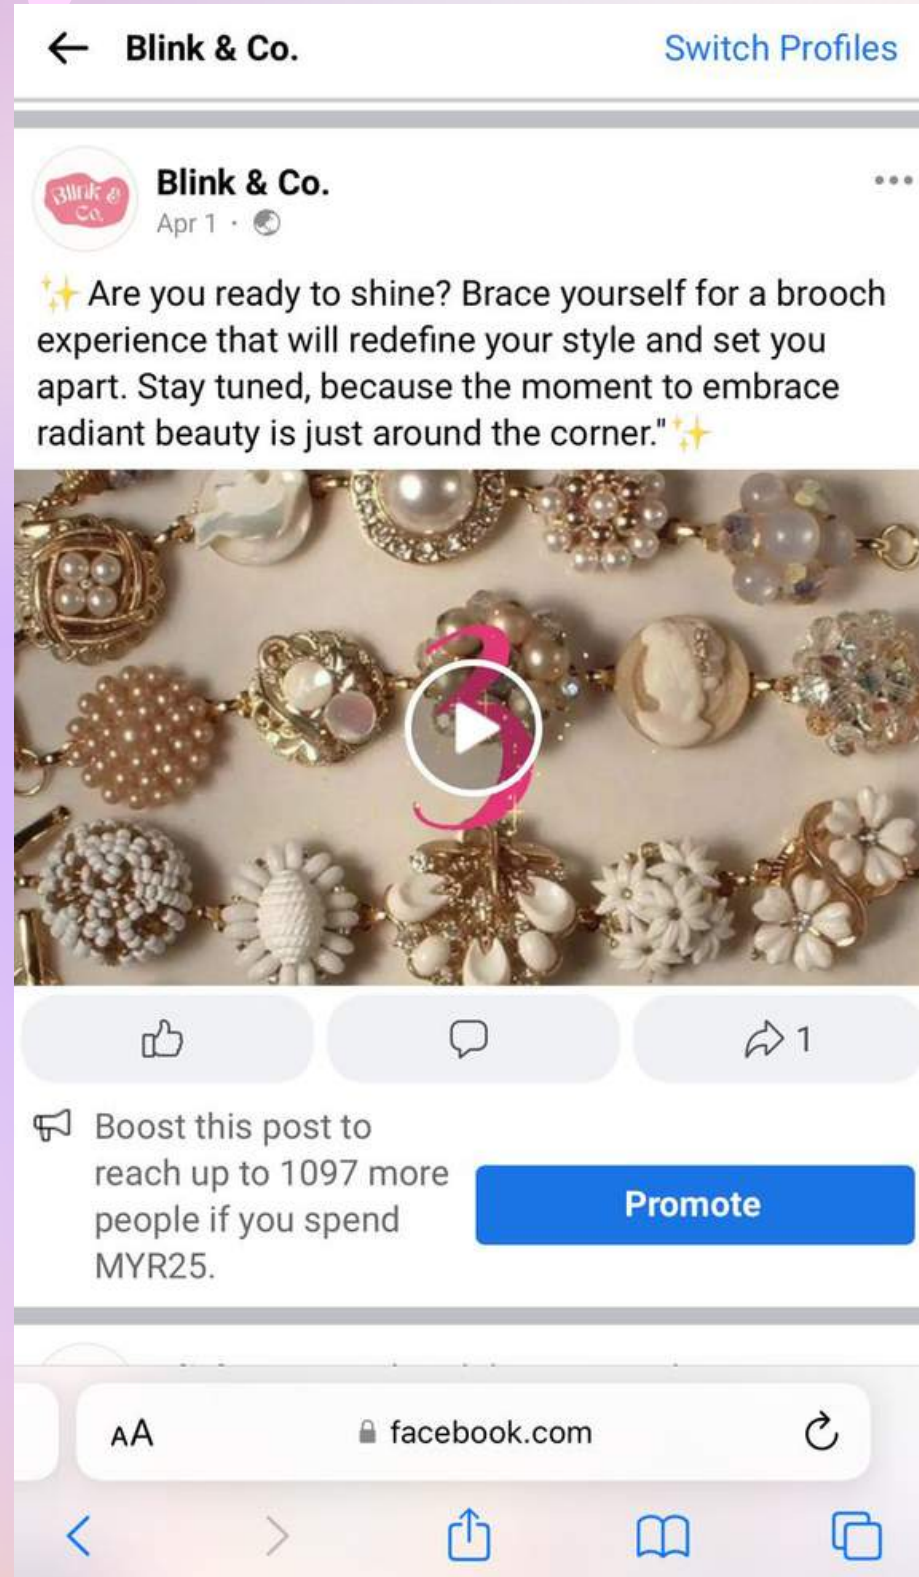 Blink & Co.
Switch Profiles
Blink & Co.
Blink & Co.
Apr 1 ·
✨ Are you ready to shine? Brace yourself for a brooch
experience that will redefine your style and set you
apart. Stay tuned, because the moment to embrace
radiant beauty is just around the corner."✨
3
1
Boost this post to
reach up to 1097 more
people if you spend
MYR25.
Promote
AA
facebook.com